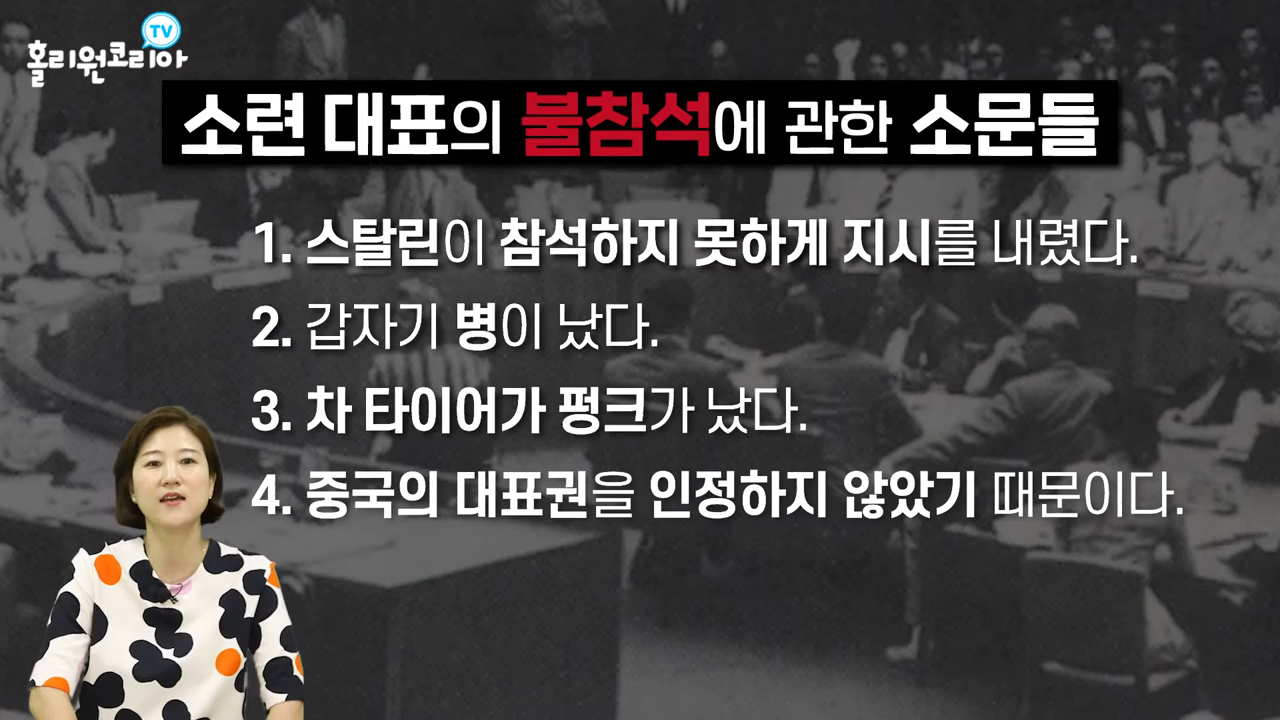 TV
홀리원코리아
소련 대표의 불참석에 관한 소문들
1. 스탈린이 참석하지 못하게 지시를 내렸다.
2. 갑자기 병이 났다.
3. 차 타이어가 펑크가 났다.
4. 중국의 대표권을 인정하지 않았기 때문이다.